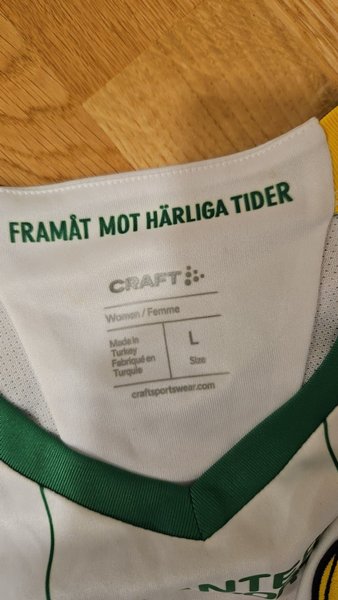 FRAMÅT MOT HÄRLIGA TIDER
CRAFT
Women / Femme
Made in
Turkey
Fabriqué en
Turquie
L
Size
craftsportswear.com